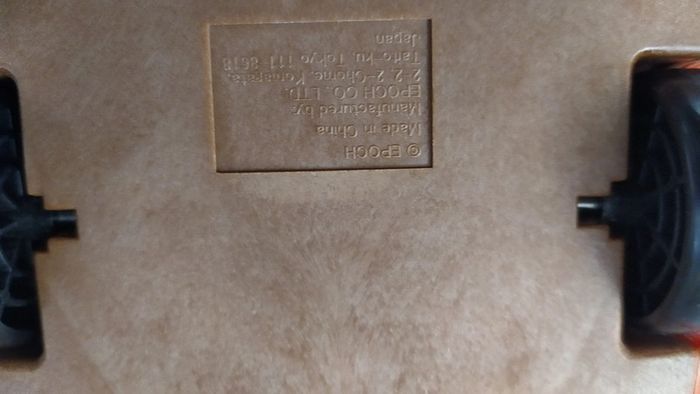 © EPOCH
Made in China
Manufactured by:
EPOCH CO., LTD.
2-2, 2-Chome, Komagata,
Taito-ku, Tokyo 111-8618
Japan